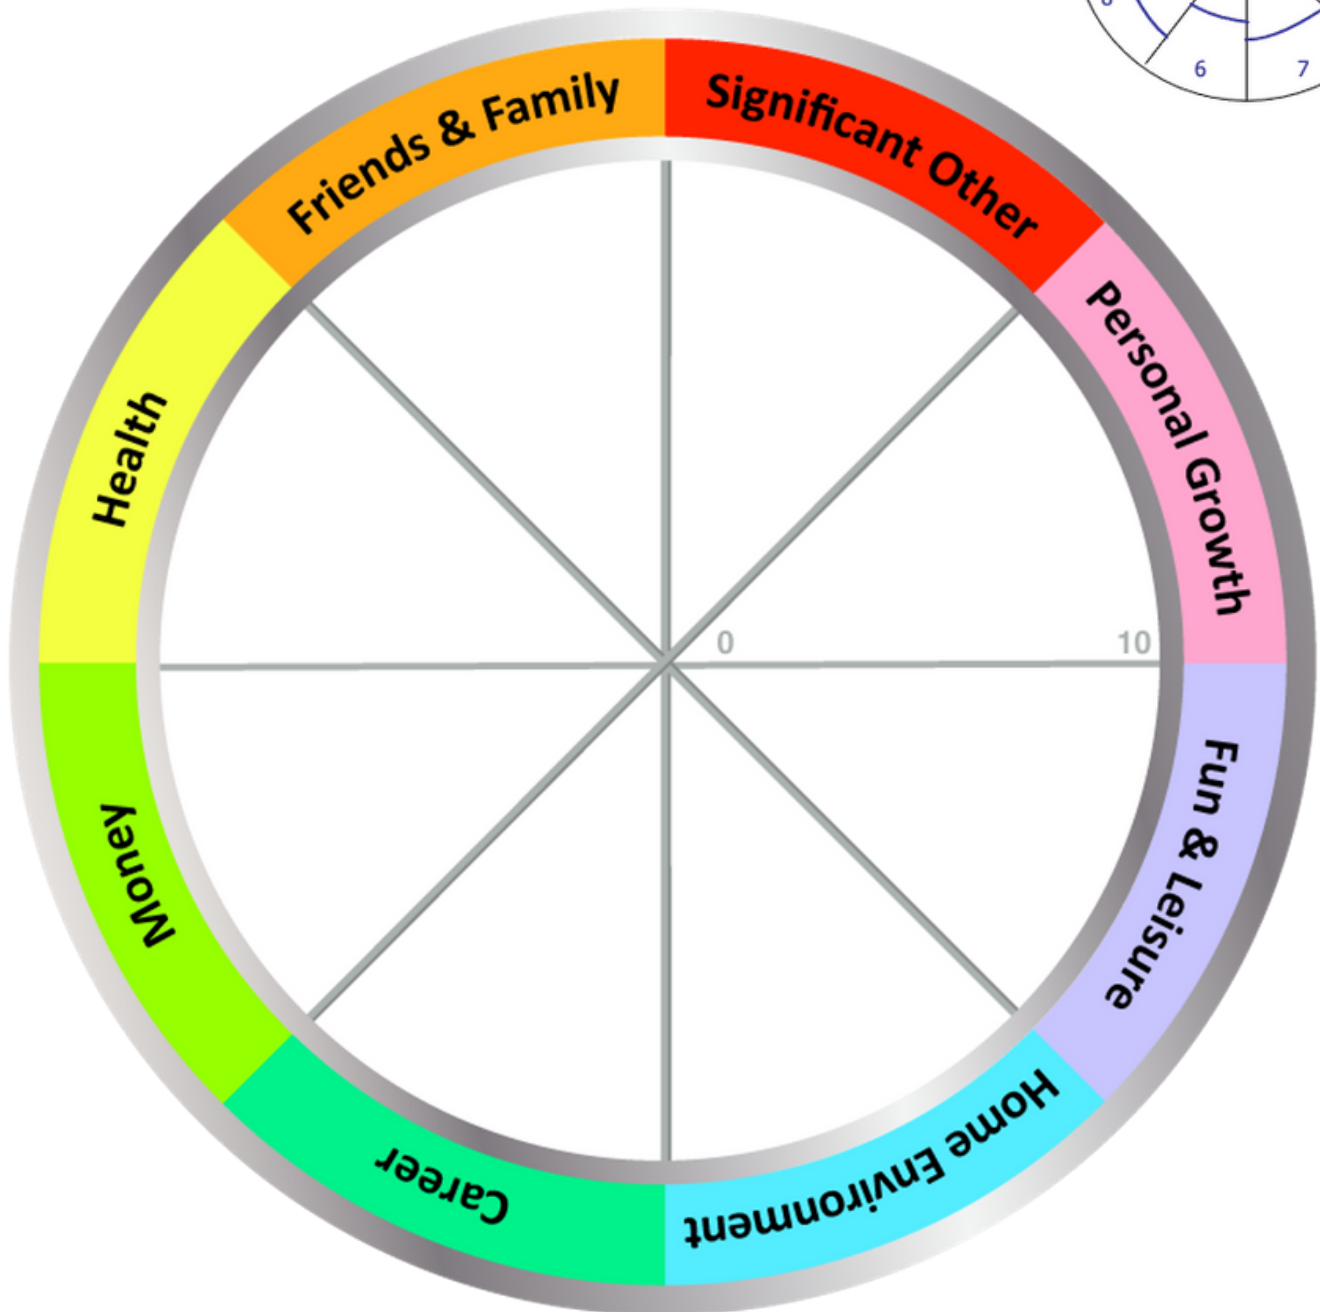 6
7
Significant Other
Personal Growth
Fun & Leisure
Home Environment
Career
Money
Health
Friends & Family
0
10